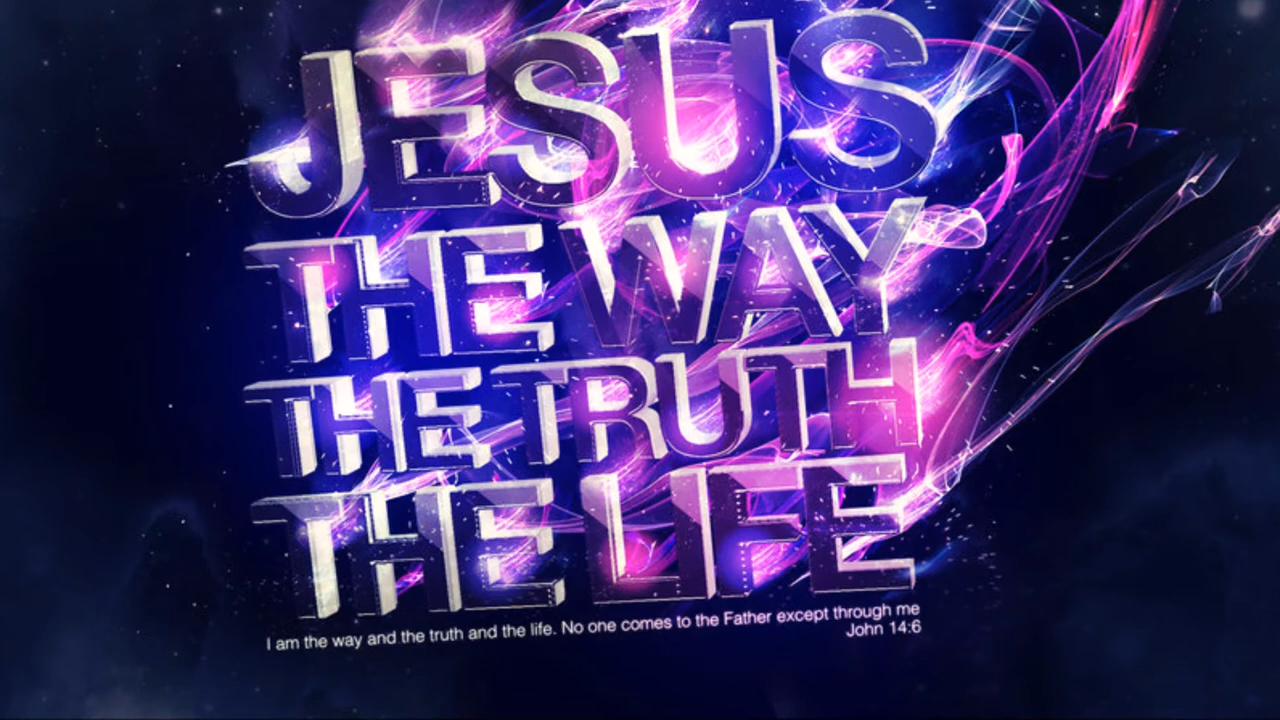 JESUS
THE WAY
THE TRUTH
THE LIFE
I am the way and the truth and the life. No one comes to the Father except through me
John 14:6